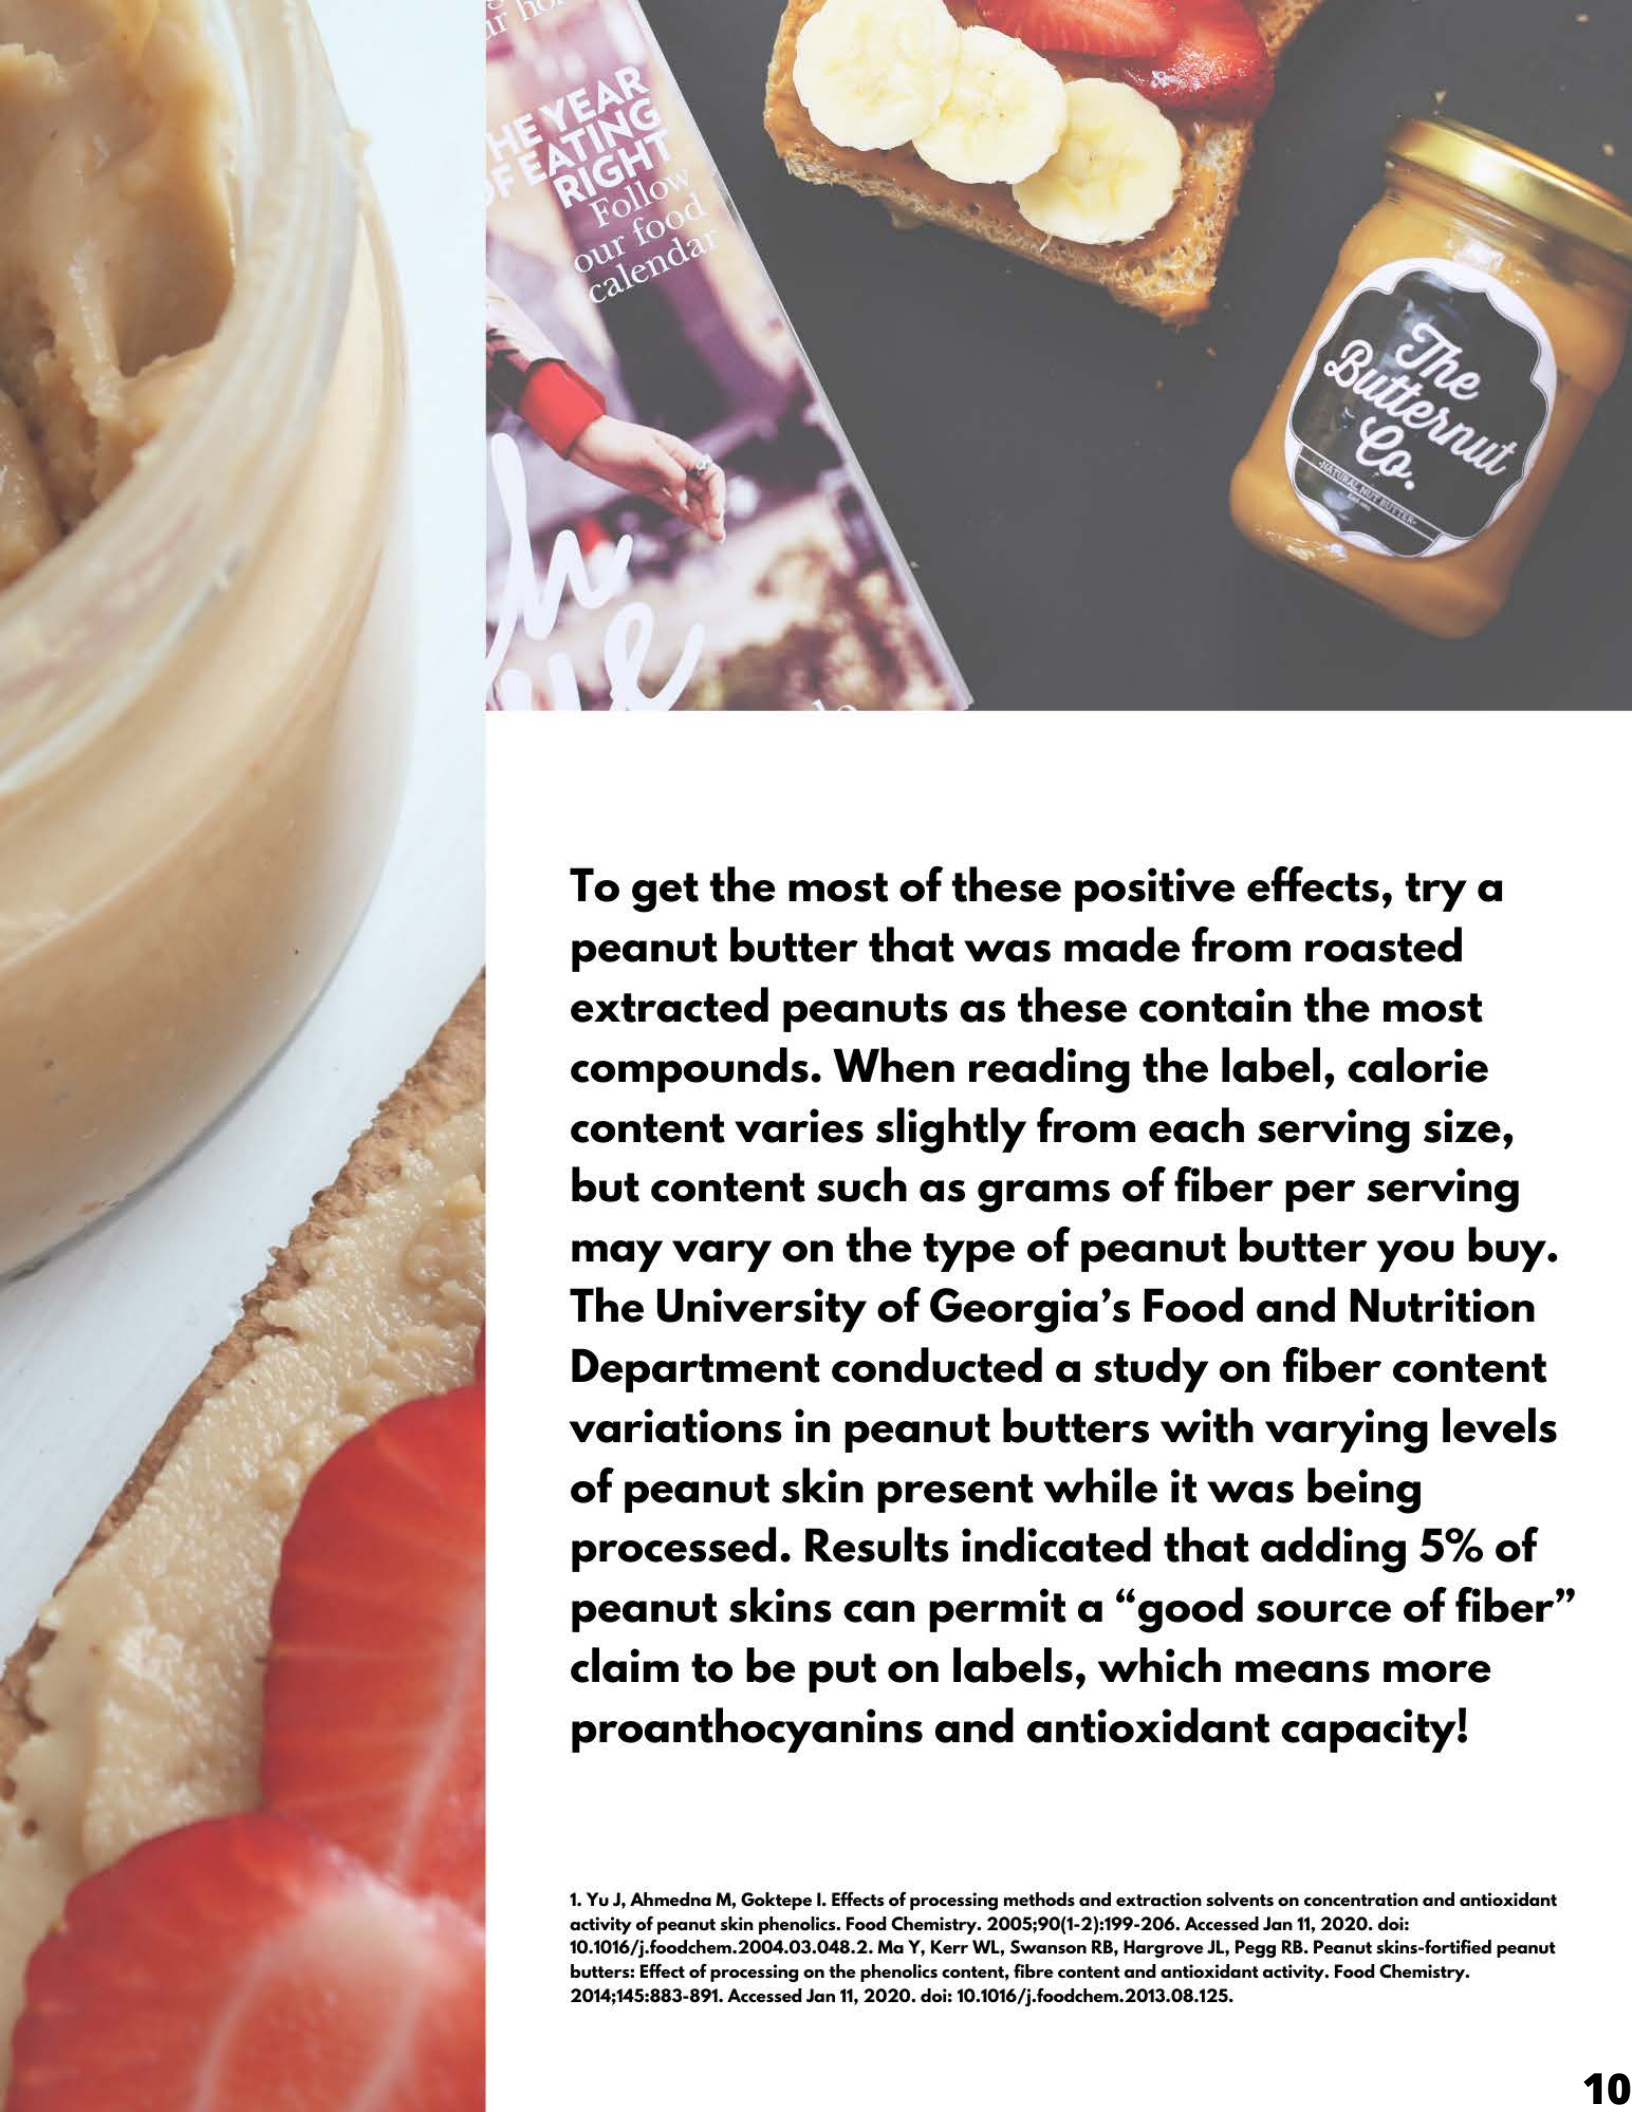 THE YEAR
OF EATING
RIGHT
Follow
our food
calendar
The
Butternut
Co.
NATURAL NUT BUTTER
To get the most of these positive effects, try a
peanut butter that was made from roasted
extracted peanuts as these contain the most
compounds. When reading the label, calorie
content varies slightly from each serving size,
but content such as grams of fiber per serving
may vary on the type of peanut butter you buy.
The University of Georgia’s Food and Nutrition
Department conducted a study on fiber content
variations in peanut butters with varying levels
of peanut skin present while it was being
processed. Results indicated that adding 5% of
peanut skins can permit a “good source of fiber”
claim to be put on labels, which means more
proanthocyanins and antioxidant capacity!
1. Yu J, Ahmedna M, Goktepe I. Effects of processing methods and extraction solvents on concentration and antioxidant
activity of peanut skin phenolics. Food Chemistry. 2005;90(1-2):199-206. Accessed Jan 11, 2020. doi:
10.1016/j.foodchem.2004.03.048.2. Ma Y, Kerr WL, Swanson RB, Hargrove JL, Pegg RB. Peanut skins-fortified peanut
butters: Effect of processing on the phenolics content, fibre content and antioxidant activity. Food Chemistry.
2014;145:883-891. Accessed Jan 11, 2020. doi: 10.1016/j.foodchem.2013.08.125.
10